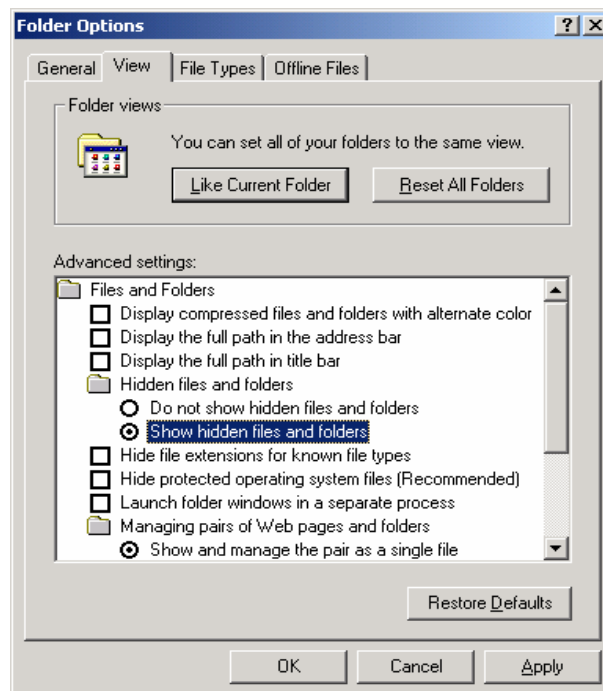 Folder Options
General View File Types Offline Files
Folder views
You can set all of your folders to the same view.
Like Current Folder Reset All Folders
Advanced settings:
Files and Folders
Display compressed files and folders with alternate color
Display the full path in the address bar
Display the full path in title bar
Hidden files and folders
Do not show hidden files and folders
Show hidden files and folders
Hide file extensions for known file types
Hide protected operating system files (Recommended)
Launch folder windows in a separate process
Managing pairs of Web pages and folders
Show and manage the pair as a single file
Restore Defaults
OK Cancel Apply